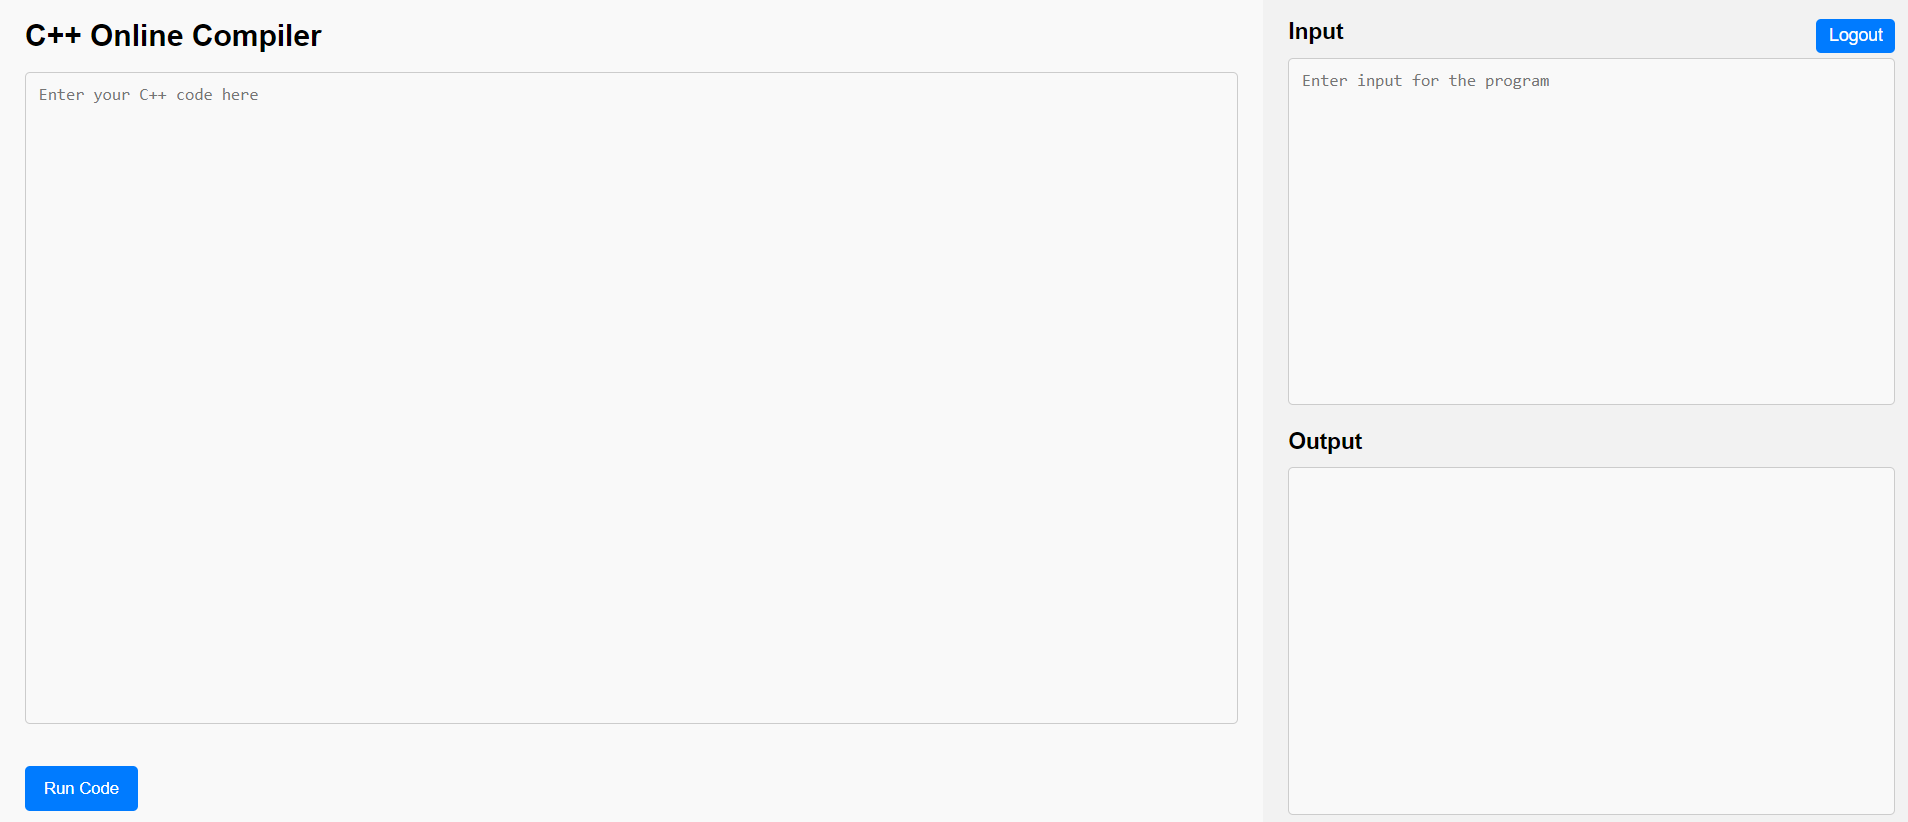 C++ Online Compiler
Enter your C++ code here
Run Code
Input
Logout
Enter input for the program
Output